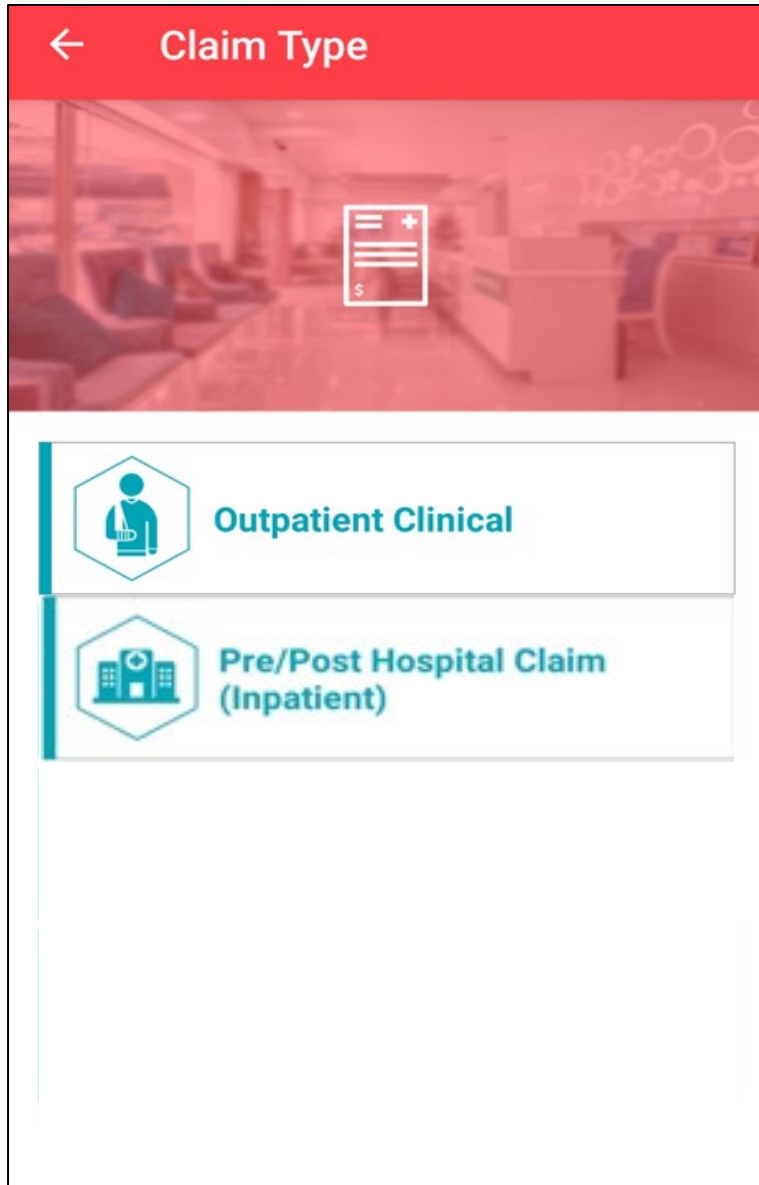 Claim Type
$
Outpatient Clinical
Pre/Post Hospital Claim
(Inpatient)